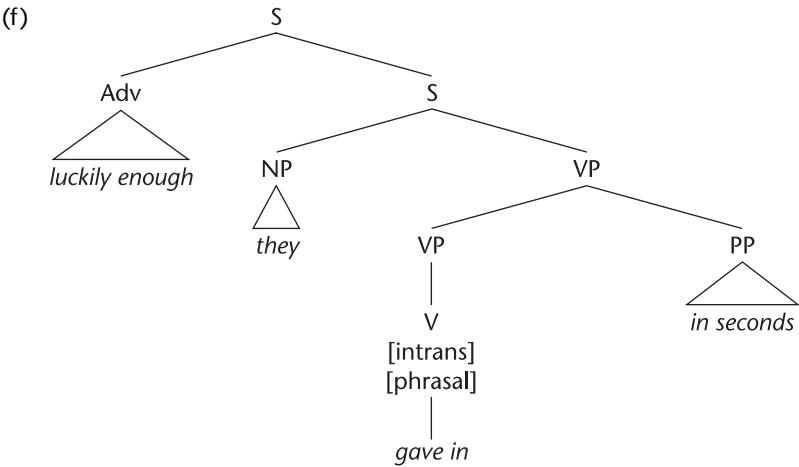 (f)
S
Adv
S
luckily enough
NP
VP
they
VP
PP
V
in seconds
[intrans]
[phrasal]
gave in